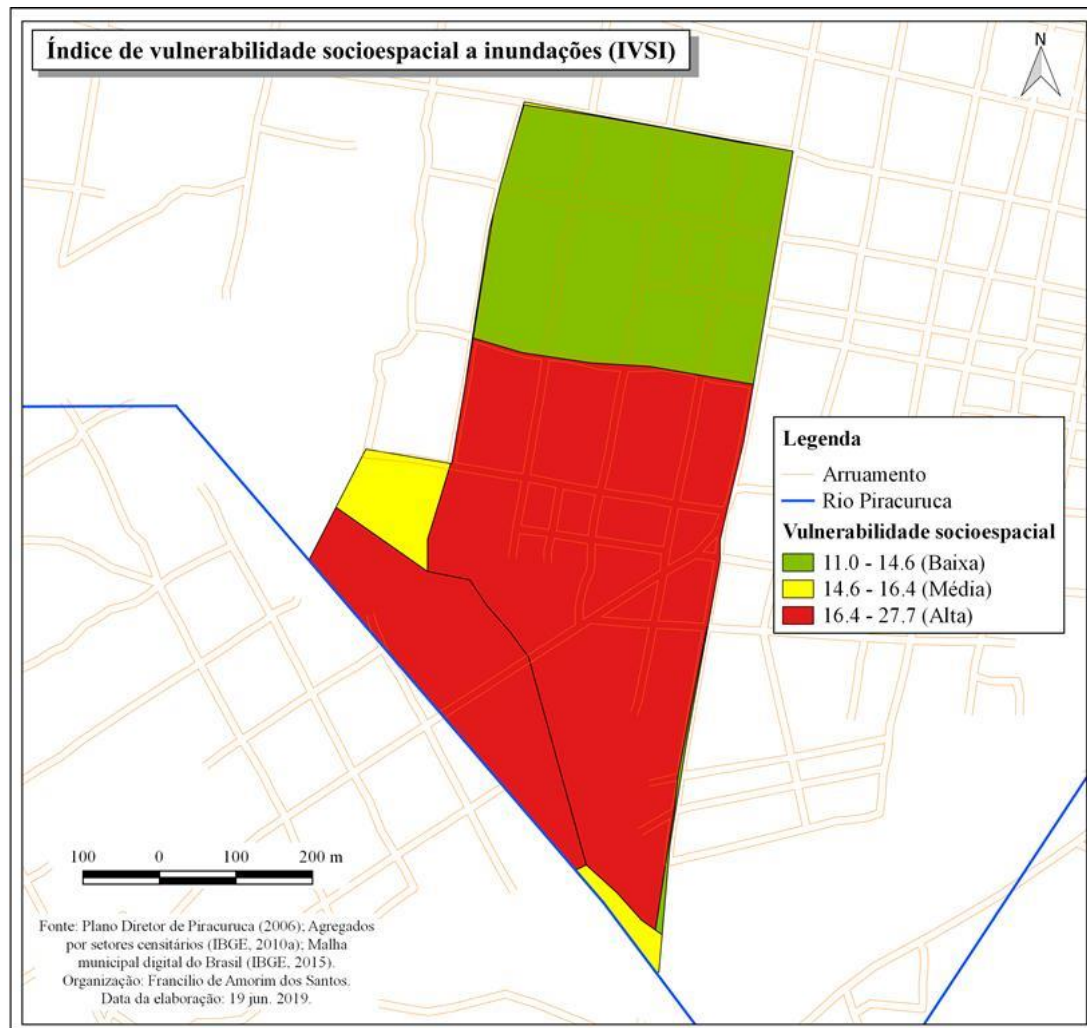 Índice de vulnerabilidade socioespacial a inundações (IVSI)
N
Legenda
Arruamento
Rio Piracuruca
Vulnerabilidade socioespacial
11.0 - 14.6 (Baixa)
14.6 - 16.4 (Média)
16.4 - 27.7 (Alta)
100 0 100 200 m
Fonte: Plano Diretor de Piracuruca (2006); Agregados
por setores censitários (IBGE, 2010a); Malha
municipal digital do Brasil (IBGE, 2015).
Organização: Francílio de Amorim dos Santos.
Data da elaboração: 19 jun. 2019.